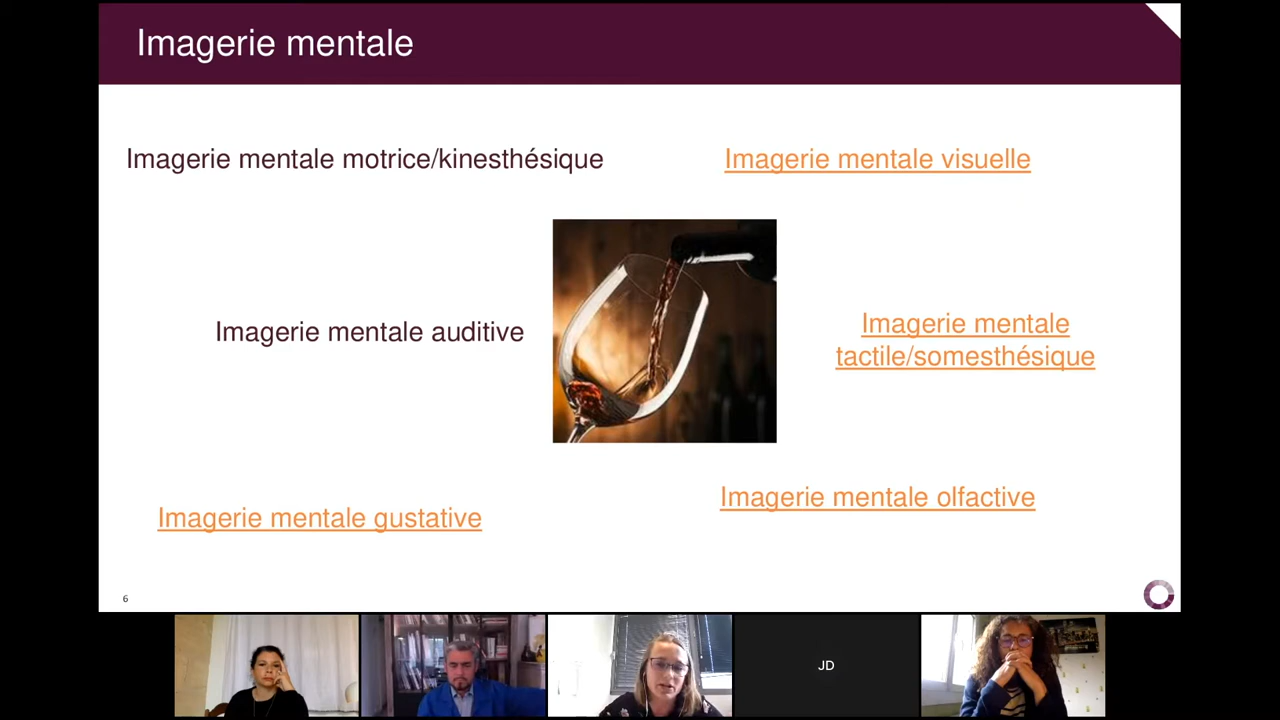 Imagerie mentale
Imagerie mentale motrice/kinesthésique
Imagerie mentale visuelle
Imagerie mentale auditive
Imagerie mentale
tactile/somesthésique
Imagerie mentale olfactive
Imagerie mentale gustative
6
JD